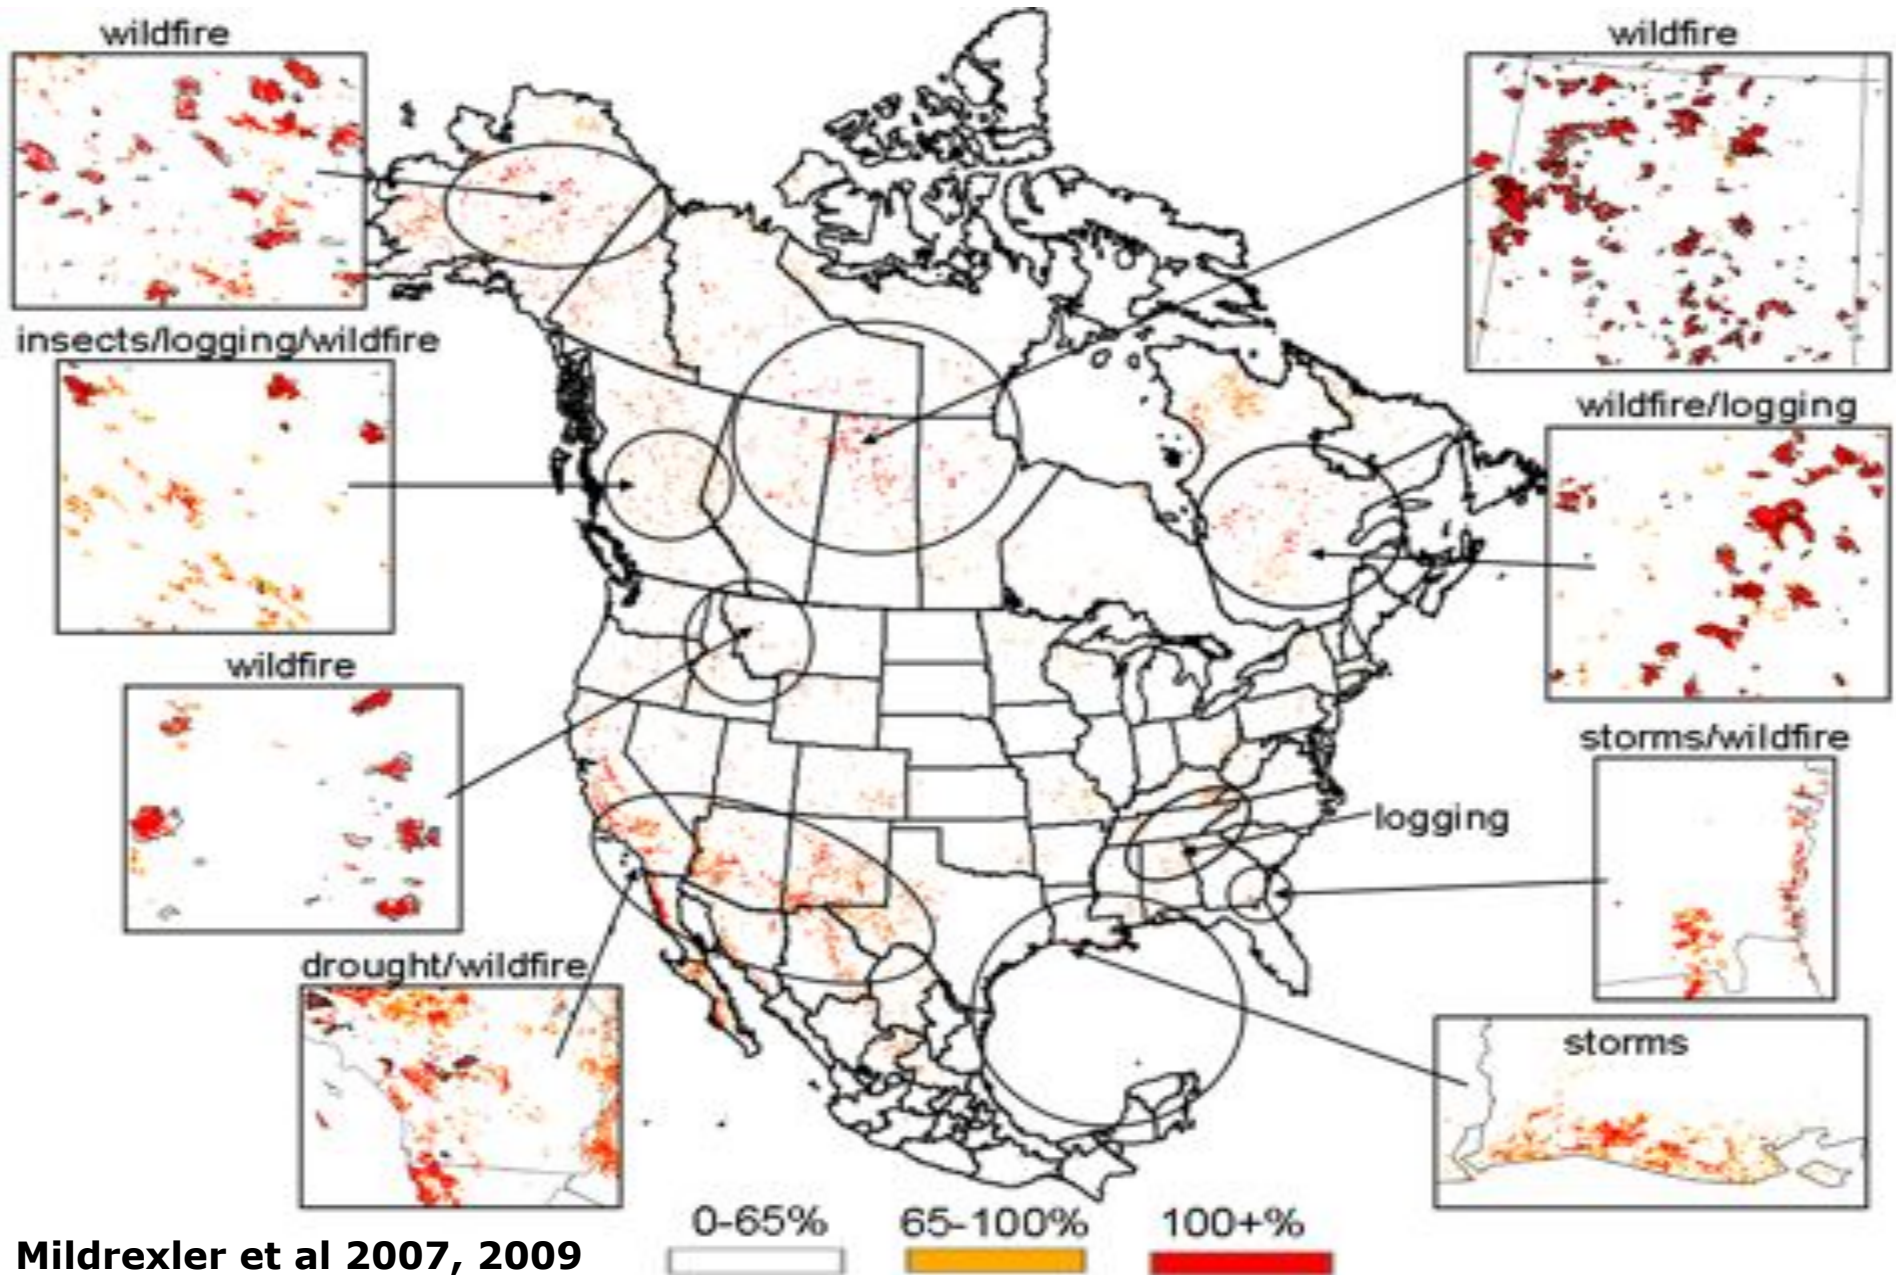 wildfire
wildfire
insects/logging/wildfire
wildfire/logging
wildfire
storms/wildfire
logging
drought/wildfire
storms
0-65%
65-100%
100+%
Mildrexler et al 2007, 2009